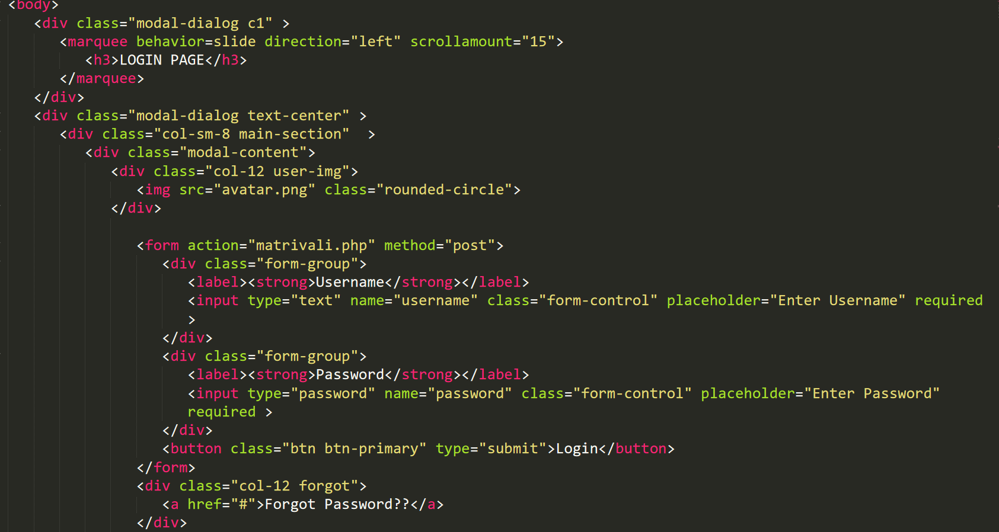 <body>
<div class="modal-dialog c1" >
<marquee behavior=slide direction="left" scrollamount="15">
<h3>LOGIN PAGE</h3>
</marquee>
</div>
<div class="modal-dialog text-center" >
<div class="col-sm-8 main-section"  >
<div class="modal-content">
<div class="col-12 user-img">
<img src="avatar.png" class="rounded-circle">
</div>
<form action="matrivali.php" method="post">
<div class="form-group">
<label><strong>Username</strong></label>
<input type="text" name="username" class="form-control" placeholder="Enter Username" required
>
</div>
<div class="form-group">
<label><strong>Password</strong></label>
<input type="password" name="password" class="form-control" placeholder="Enter Password"
required >
</div>
<button class="btn btn-primary" type="submit">Login</button>
</form>
<div class="col-12 forgot">
<a href="#">Forgot Password??</a>
</div>